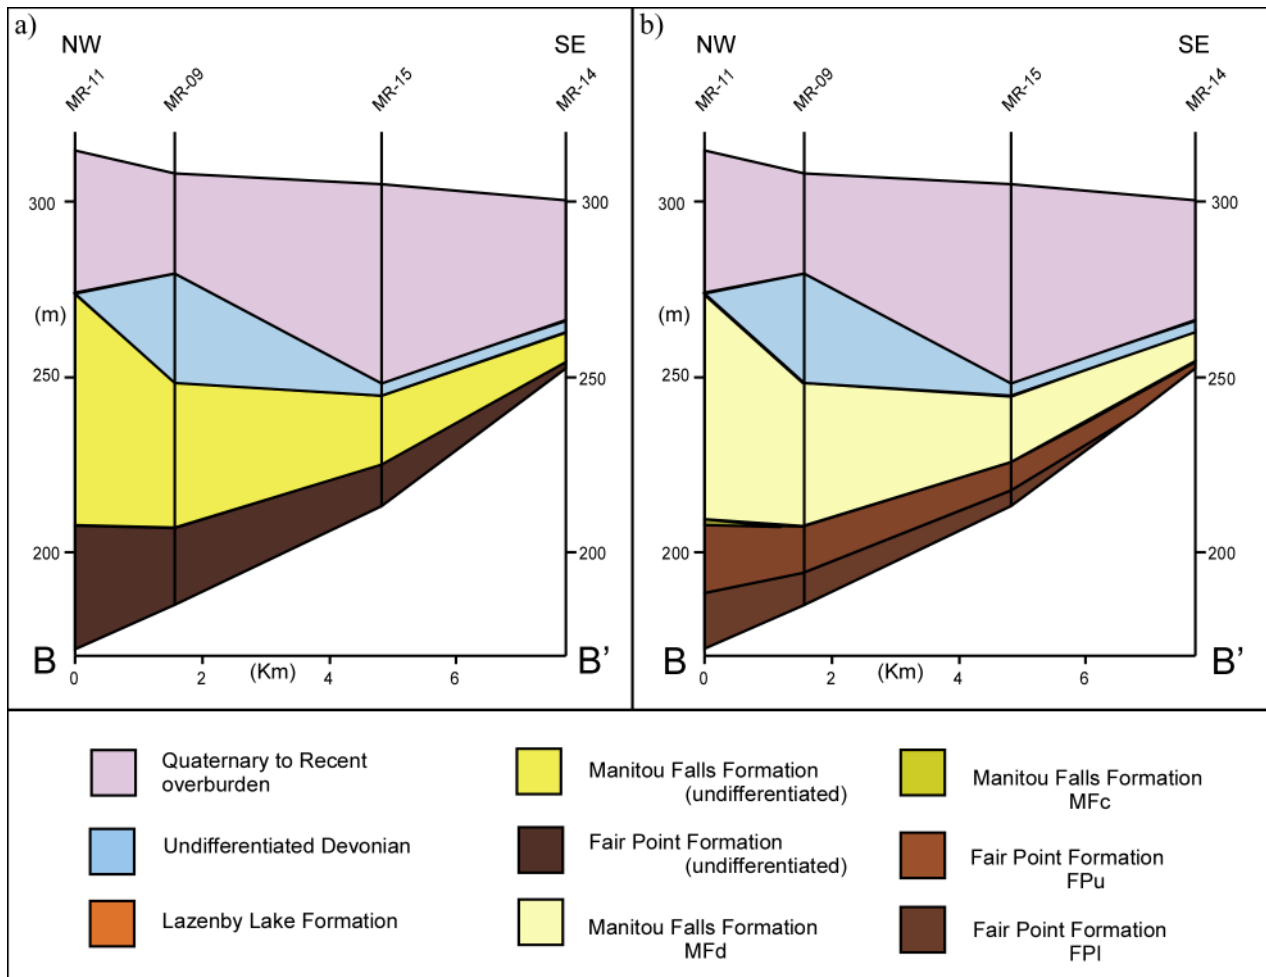 a)
NW
SE
MR-11
MR-09
MR-15
MR-14
300
300
(m)
250
250
200
200
B
B’
0
2
(Km)
4
6
b)
NW
SE
MR-11
MR-09
MR-15
MR-14
300
300
(m)
250
250
200
200
B
B’
0
2
(Km)
4
6
Quaternary to Recent
overburden
Undifferentiated Devonian
Lazenby Lake Formation
Manitou Falls Formation
(undifferentiated)
Fair Point Formation
(undifferentiated)
Manitou Falls Formation
MFd
Manitou Falls Formation
MFc
Fair Point Formation
FPu
Fair Point Formation
FPl